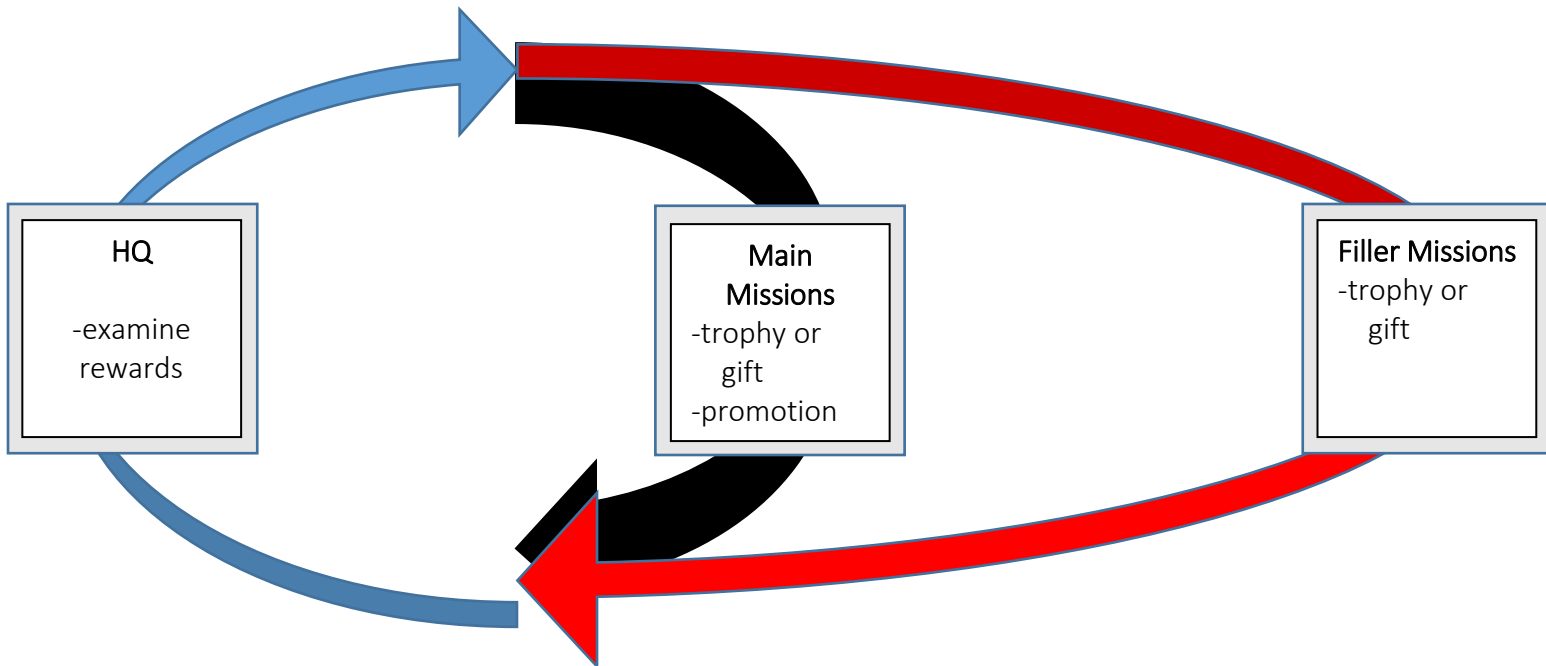 HQ
-examine
rewards
Main
Missions
-trophy or
gift
-promotion
Filler Missions
-trophy or
gift